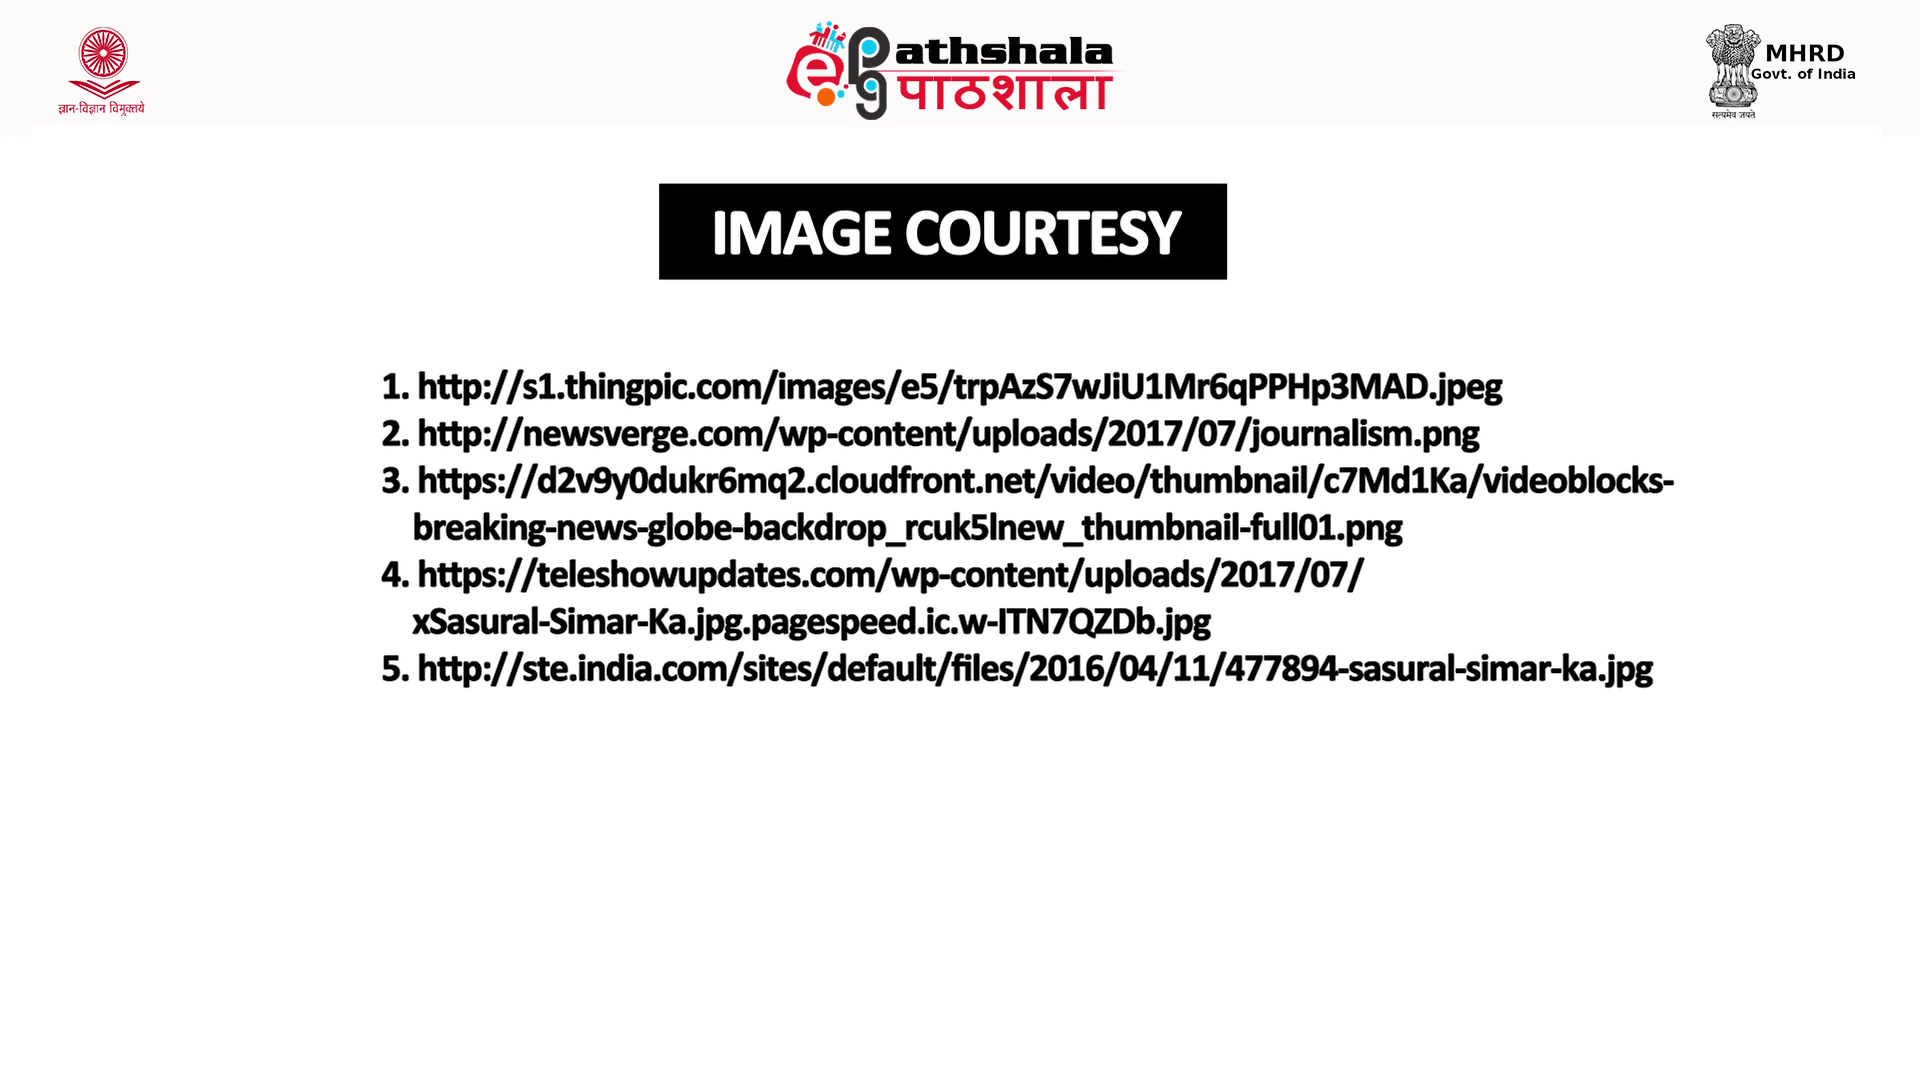 ज्ञान-विज्ञान विमुक्तये
e PG athshala
पाठशाला
MHRD
Govt. of India
सत्यमेव जयते
IMAGE COURTESY
1. http://s1.thingpic.com/images/e5/trpAzS7wJiU1Mr6qPPHp3MAD.jpeg
2. http://newsverge.com/wp-content/uploads/2017/07/journalism.png
3. https://d2v9y0dukr6mq2.cloudfront.net/video/thumbnail/c7Md1Ka/videoblocks-
breaking-news-globe-backdrop_rcuk5lnew_thumbnail-full01.png
4. https://teleshowupdates.com/wp-content/uploads/2017/07/
xSasural-Simar-Ka.jpg.pagespeed.ic.w-ITN7QZDb.jpg
5. http://ste.india.com/sites/default/files/2016/04/11/477894-sasural-simar-ka.jpg